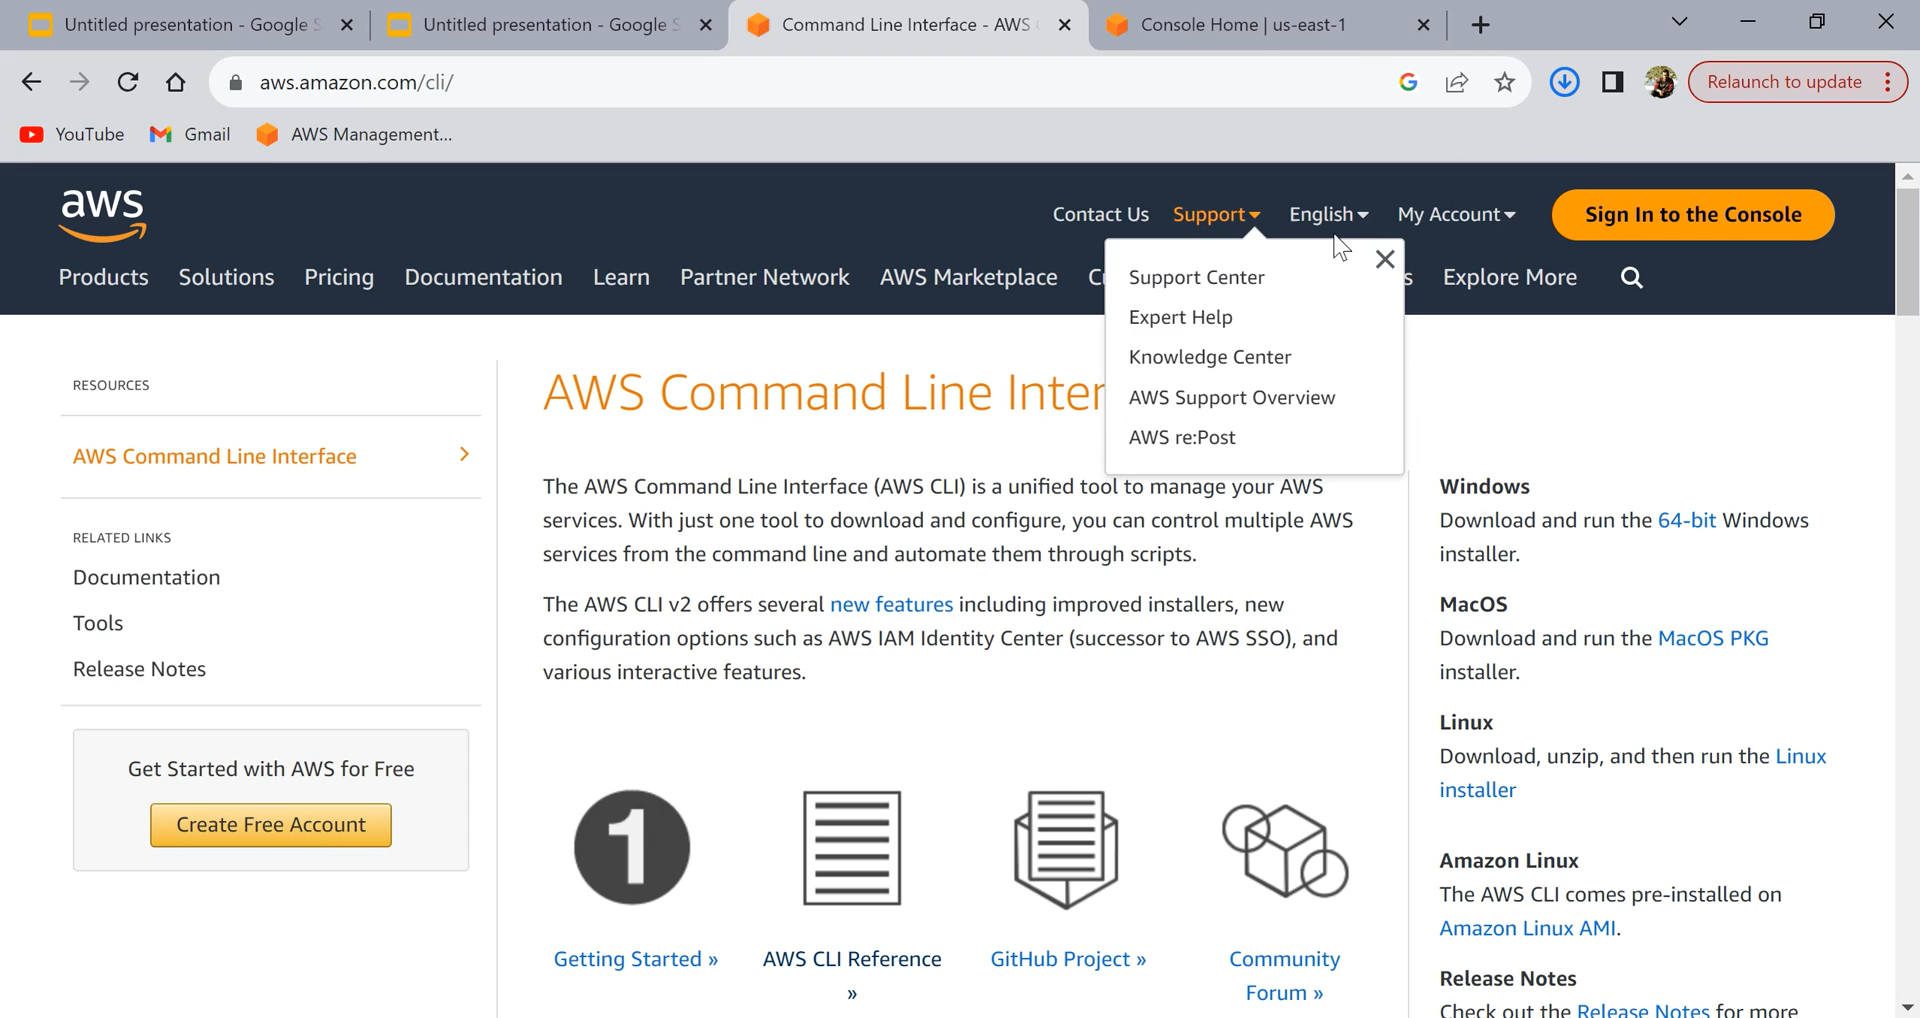 Untitled presentation - Google S
Untitled presentation - Google S
Command Line Interface - AWS
Console Home | us-east-1
aws.amazon.com/cli/
Relaunch to update
YouTube
Gmail
AWS Management...
aws
Contact Us
Support
English
My Account
Sign In to the Console
Products
Solutions
Pricing
Documentation
Learn
Partner Network
AWS Marketplace
Explore More
Support Center
Expert Help
Knowledge Center
AWS Support Overview
AWS re:Post
RESOURCES
AWS Command Line Interface
RELATED LINKS
Documentation
Tools
Release Notes
Get Started with AWS for Free
Create Free Account
AWS Command Line Inter
The AWS Command Line Interface (AWS CLI) is a unified tool to manage your AWS
services. With just one tool to download and configure, you can control multiple AWS
services from the command line and automate them through scripts.
The AWS CLI v2 offers several new features including improved installers, new
configuration options such as AWS IAM Identity Center (successor to AWS SSO), and
various interactive features.
1
Getting Started »
AWS CLI Reference
»
GitHub Project »
Community
Forum »
Windows
Download and run the 64-bit Windows
installer.
MacOS
Download and run the MacOS PKG
installer.
Linux
Download, unzip, and then run the Linux
installer
Amazon Linux
The AWS CLI comes pre-installed on
Amazon Linux AMI.
Release Notes
Check out the Release Notes for more